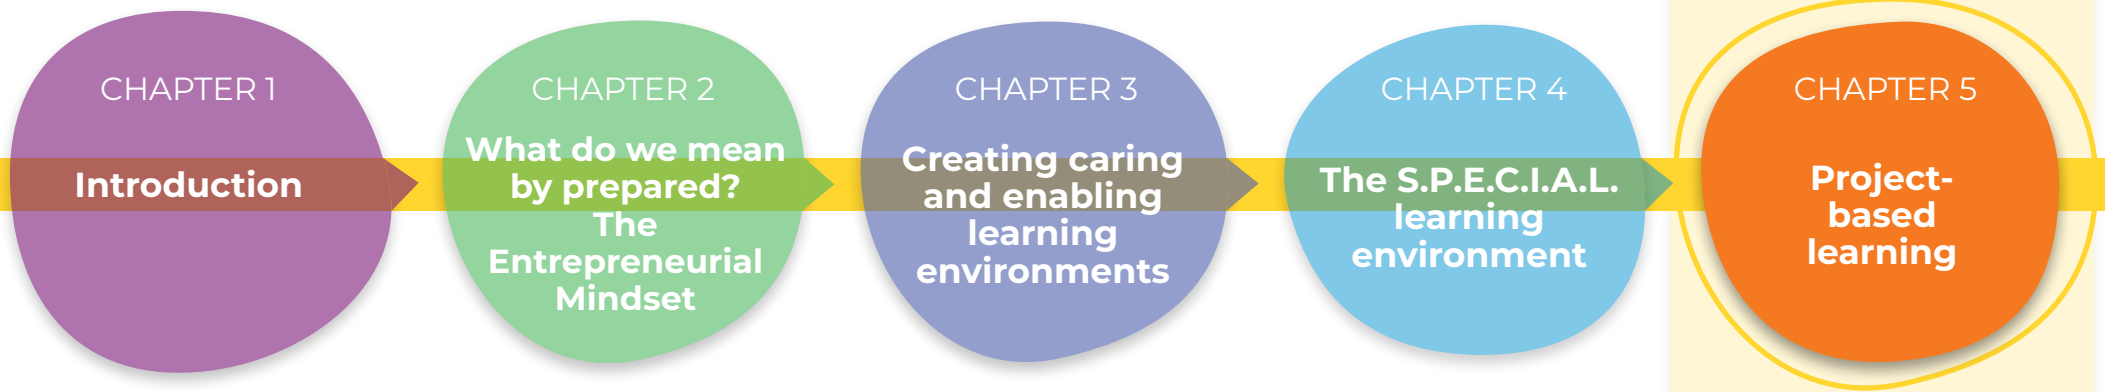 CHAPTER 1
Introduction
CHAPTER 2
What do we mean
by prepared?
The
Entrepreneurial
Mindset
CHAPTER 3
Creating caring
and enabling
learning
environments
CHAPTER 4
The S.P.E.C.I.A.L.
learning
environment
CHAPTER 5
Project-
based
learning